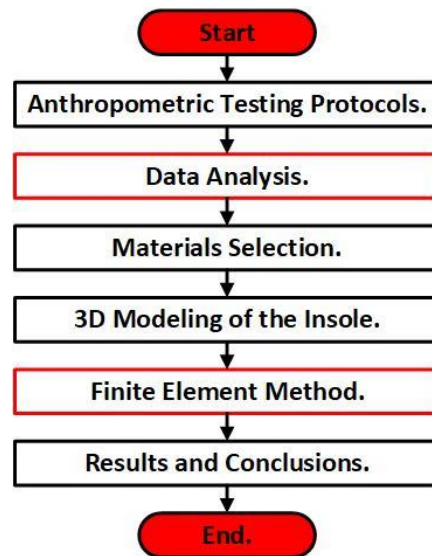 Start
Anthropometric Testing Protocols.
Data Analysis.
Materials Selection.
3D Modeling of the Insole.
Finite Element Method.
Results and Conclusions.
End.